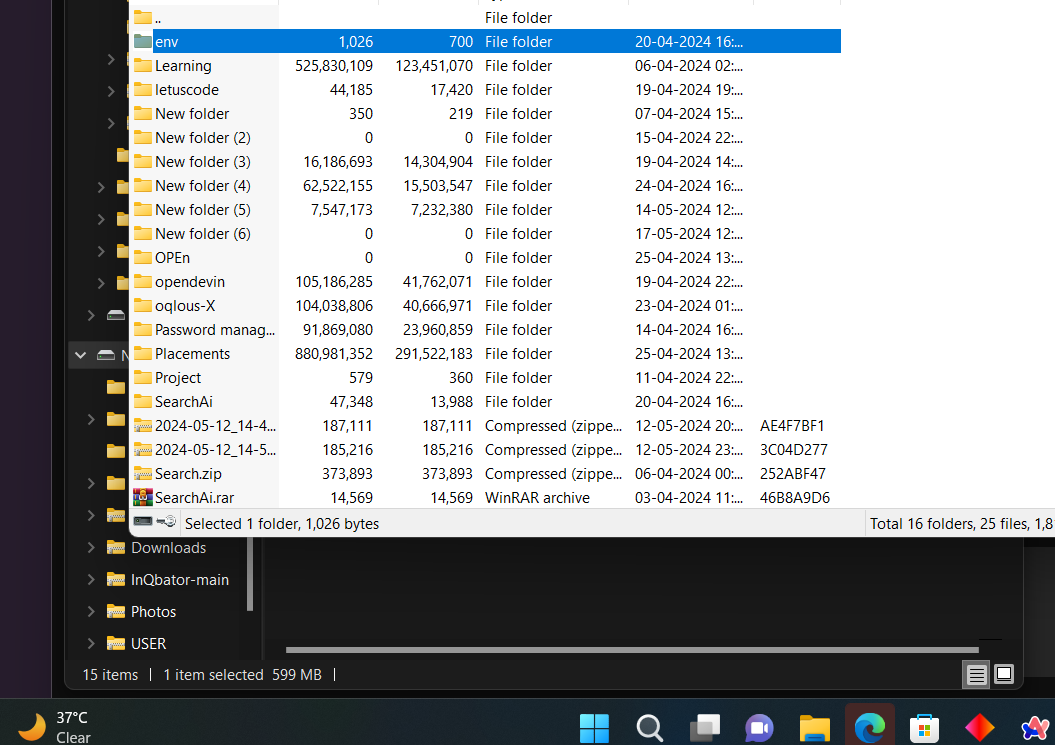 .. File folder
env 1,026 700 File folder 20-04-2024 16:...
Learning 525,830,109 123,451,070 File folder 06-04-2024 02:...
letuscode 44,185 17,420 File folder 19-04-2024 19:...
New folder 350 219 File folder 07-04-2024 15:...
New folder (2) 0 0 File folder 15-04-2024 22:...
New folder (3) 16,186,693 14,304,904 File folder 19-04-2024 14:...
New folder (4) 62,522,155 15,503,547 File folder 24-04-2024 16:...
New folder (5) 7,547,173 7,232,380 File folder 14-05-2024 12:...
New folder (6) 0 0 File folder 17-05-2024 12:...
OPEn 0 0 File folder 25-04-2024 13:...
opendevin 105,186,285 41,762,071 File folder 19-04-2024 22:...
oqlous-X 104,038,806 40,666,971 File folder 23-04-2024 01:...
Password manag... 91,869,080 23,960,859 File folder 14-04-2024 16:...
N Placements 880,981,352 291,522,183 File folder 25-04-2024 13:...
Project 579 360 File folder 11-04-2024 22:...
SearchAi 47,348 13,988 File folder 20-04-2024 16:...
2024-05-12_14-4... 187,111 187,111 Compressed (zippe... 12-05-2024 20:... AE4F7BF1
2024-05-12_14-5... 185,216 185,216 Compressed (zippe... 12-05-2024 23:... 3C04D277
Search.zip 373,893 373,893 Compressed (zippe... 06-04-2024 00:... 252ABF47
SearchAi.rar 14,569 14,569 WinRAR archive 03-04-2024 11:... 46B8A9D6
Selected 1 folder, 1,026 bytes Total 16 folders, 25 files, 1,8
Downloads
InQbator-main
Photos
USER
15 items 1 item selected 599 MB
37°C
Clear